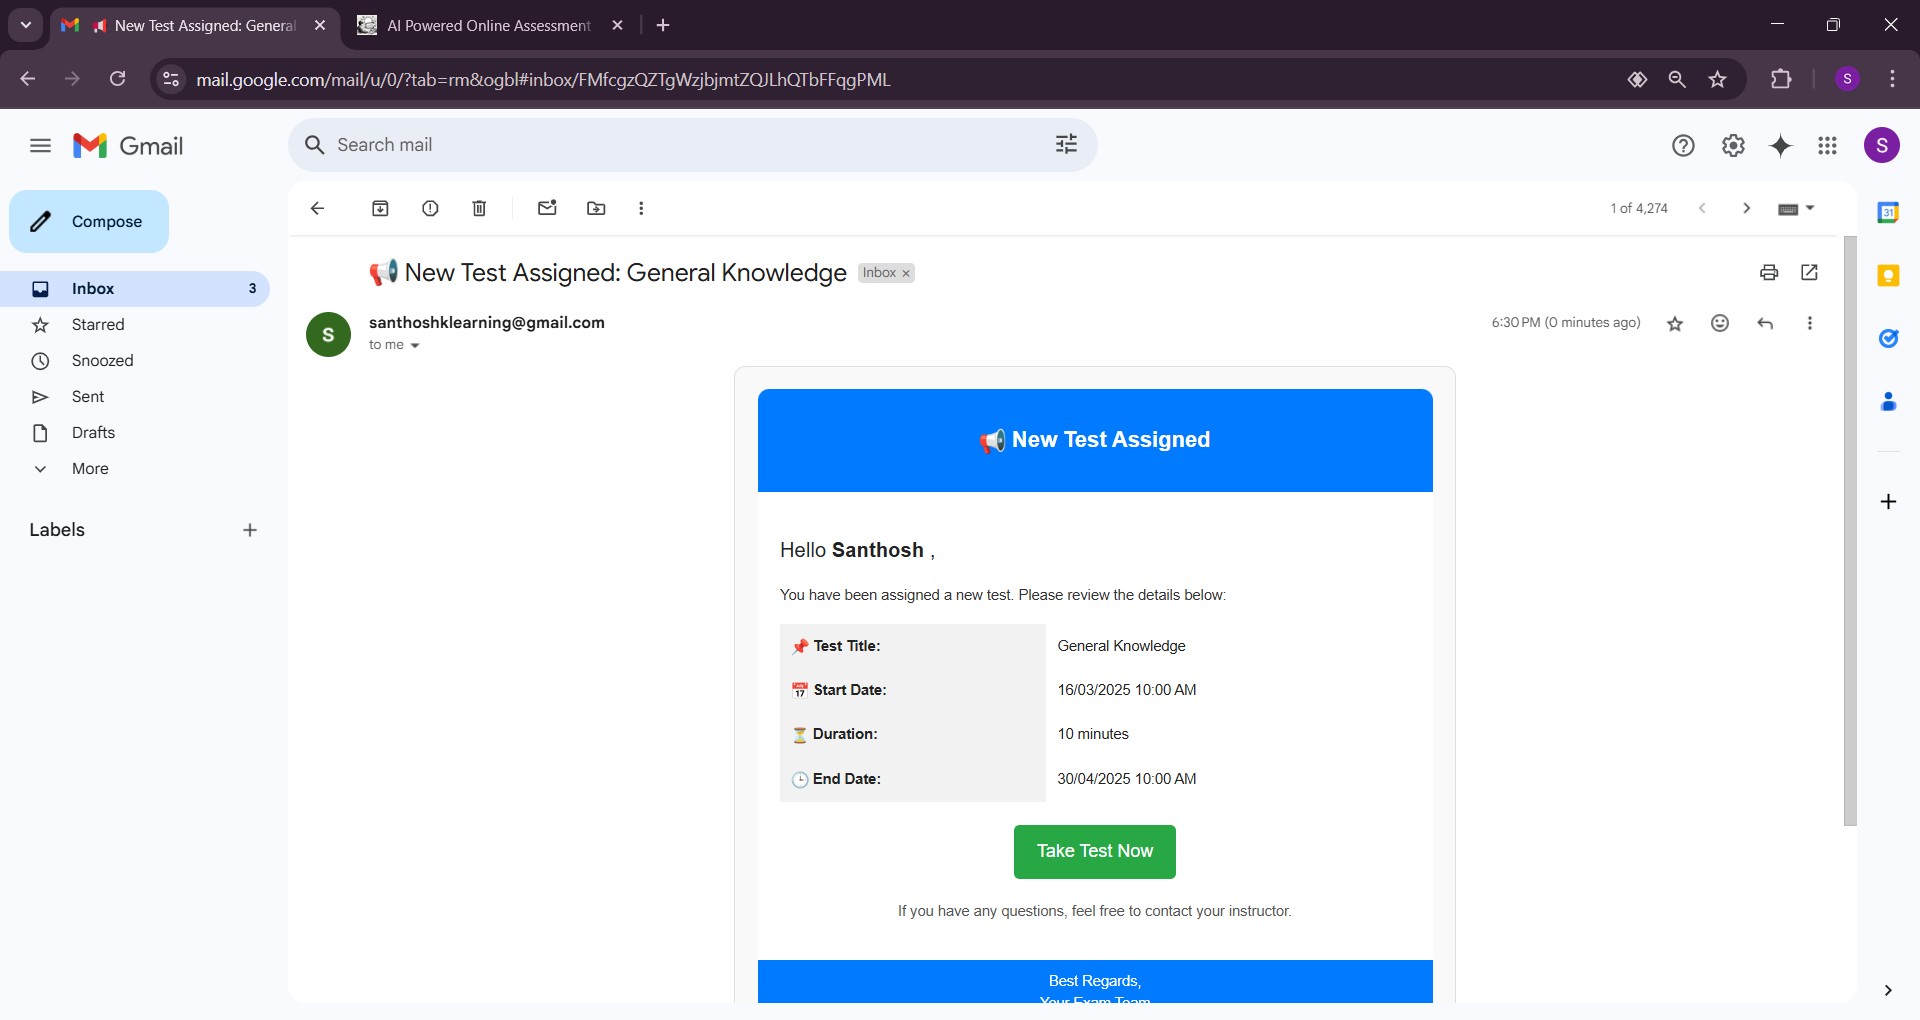 New Test Assigned: General
AI Powered Online Assessment
mail.google.com/mail/u/0/?tab=rm&ogbl#inbox/FMfcgzQZTgWzjbjmtZQJLhQTbFFqgPML
S
Gmail
Search mail
S
Compose
1 of 4,274
31
Inbox 3
Starred
Snoozed
Sent
Drafts
More
Labels
New Test Assigned: General Knowledge
Inbox ×
S
santhoshklearning@gmail.com
6:30 PM (0 minutes ago)
to me
New Test Assigned
Hello Santhosh ,
You have been assigned a new test. Please review the details below:
Test Title: General Knowledge
Start Date: 16/03/2025 10:00 AM
Duration: 10 minutes
End Date: 30/04/2025 10:00 AM
Take Test Now
If you have any questions, feel free to contact your instructor.
Best Regards,
Your Exam Team